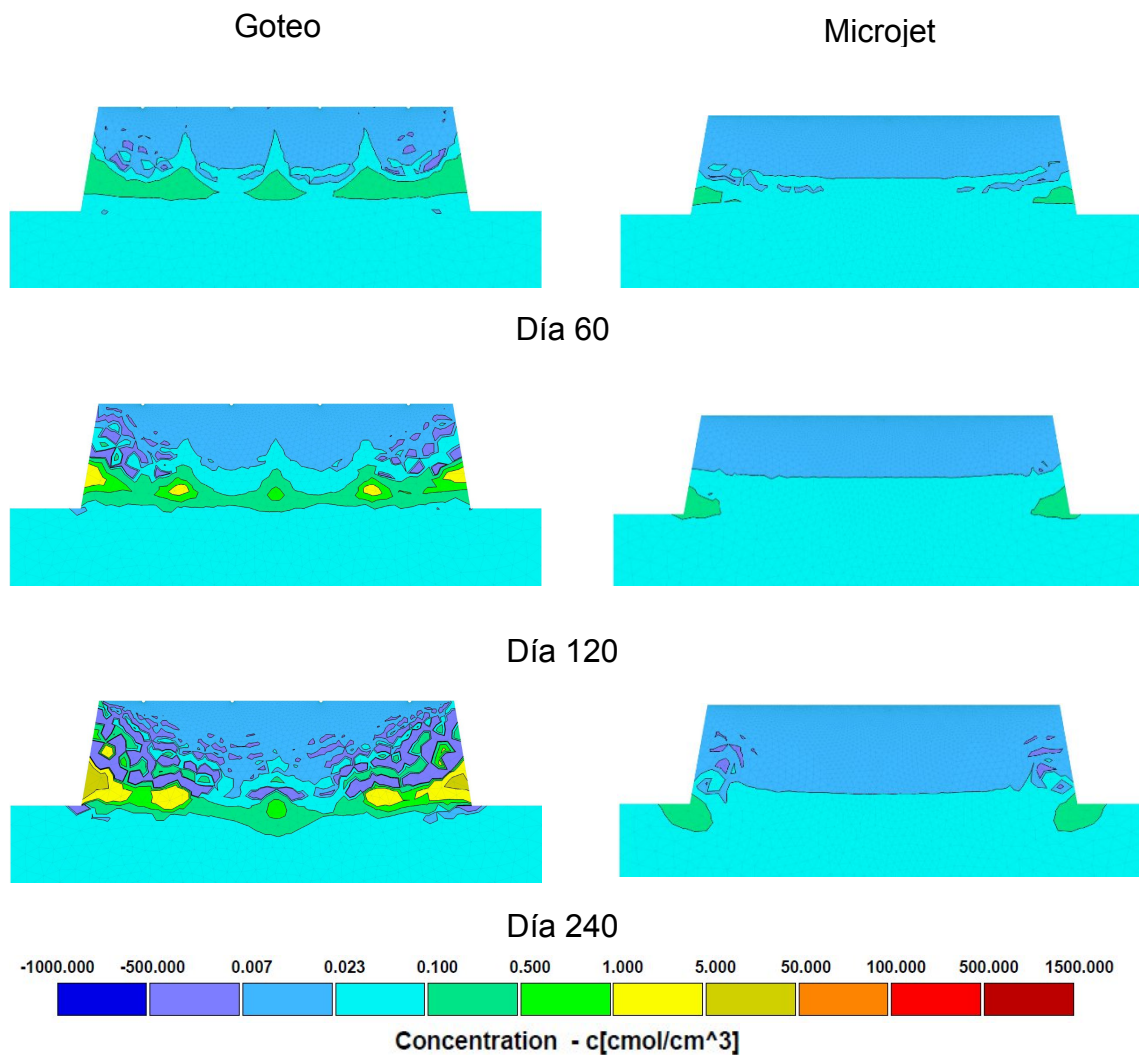 Goteo Microjet
Día 60
Día 120
Día 240
-1000.000 -500.000 0.007 0.023 0.100 0.500 1.000 5.000 50.000 100.000 500.000 1500.000
Concentration - c[cmol/cm^3]